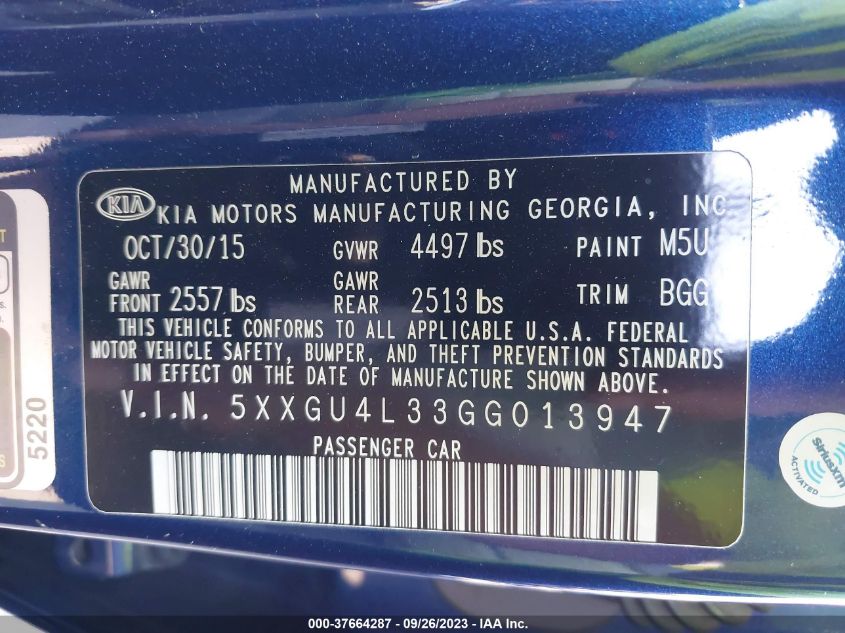 MANUFACTURED BY
KIA KIA MOTORS MANUFACTURING GEORGIA, INC
OCT/30/15 GVWR 4497 lbs PAINT M5U
GAWR FRONT 2557 lbs GAWR REAR 2513 lbs TRIM BGG
THIS VEHICLE CONFORMS TO ALL APPLICABLE U.S.A. FEDERAL
MOTOR VEHICLE SAFETY, BUMPER, AND THEFT PREVENTION STANDARDS
IN EFFECT ON THE DATE OF MANUFACTURE SHOWN ABOVE.
V.I.N. 5XXGU4L33GG013947
PASSENGER CAR
5220
SiriusXM
ACTIVATED
000-37664287 - 09/26/2023 - IAA Inc.